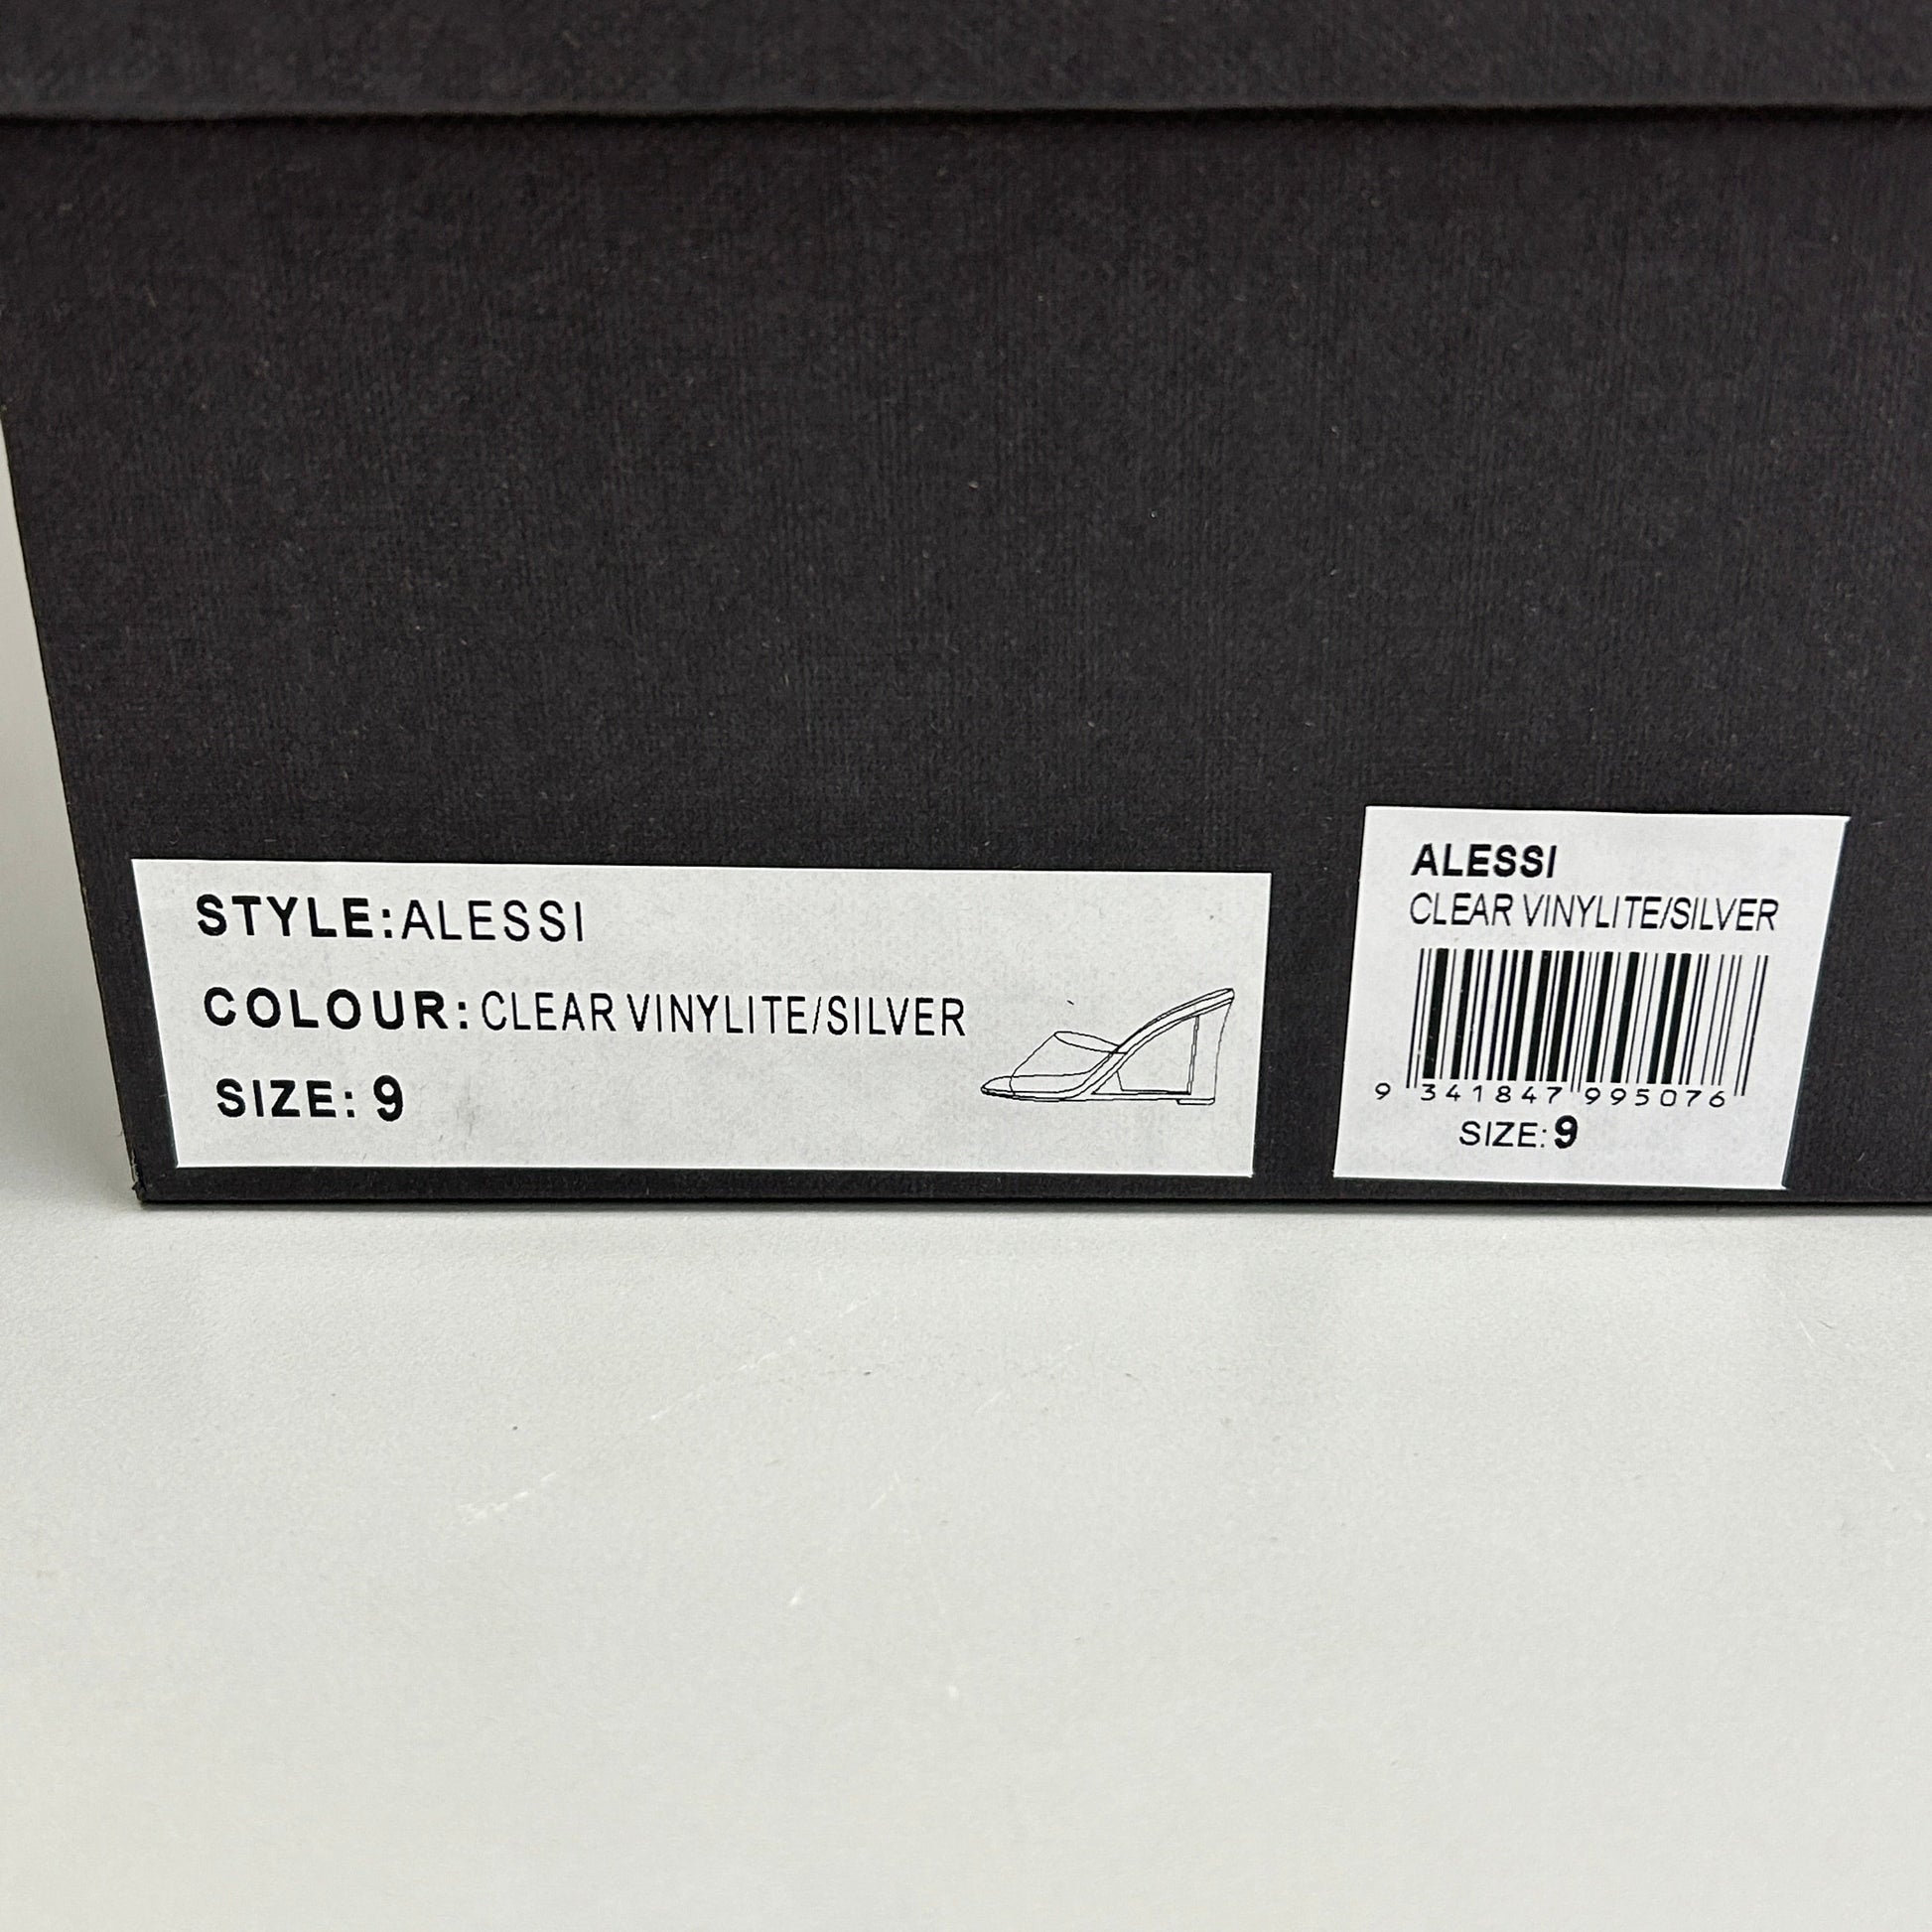 STYLE:ALESSI
COLOUR:CLEAR VINYLITE/SILVER
SIZE: 9
ALESSI
CLEAR VINYLITE/SILVER
9 341847 995076
SIZE:9